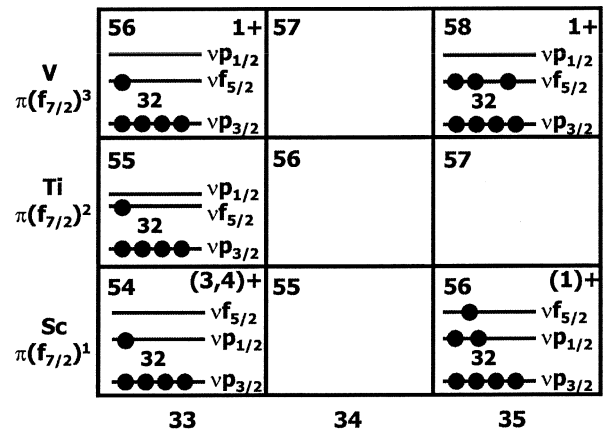 56 1+ 57 58 1+
νp1/2 νp1/2
V νf5/2 νf5/2
π(f7/2)3 32 32
νp3/2 νp3/2
55 56 57
Ti νp1/2
π(f7/2)2 νf5/2
32
νp3/2
54 (3,4)+ 55 56 (1)+
νf5/2 νf5/2
Sc νp1/2 νp1/2
π(f7/2)1 32 32
νp3/2 νp3/2
33 34 35